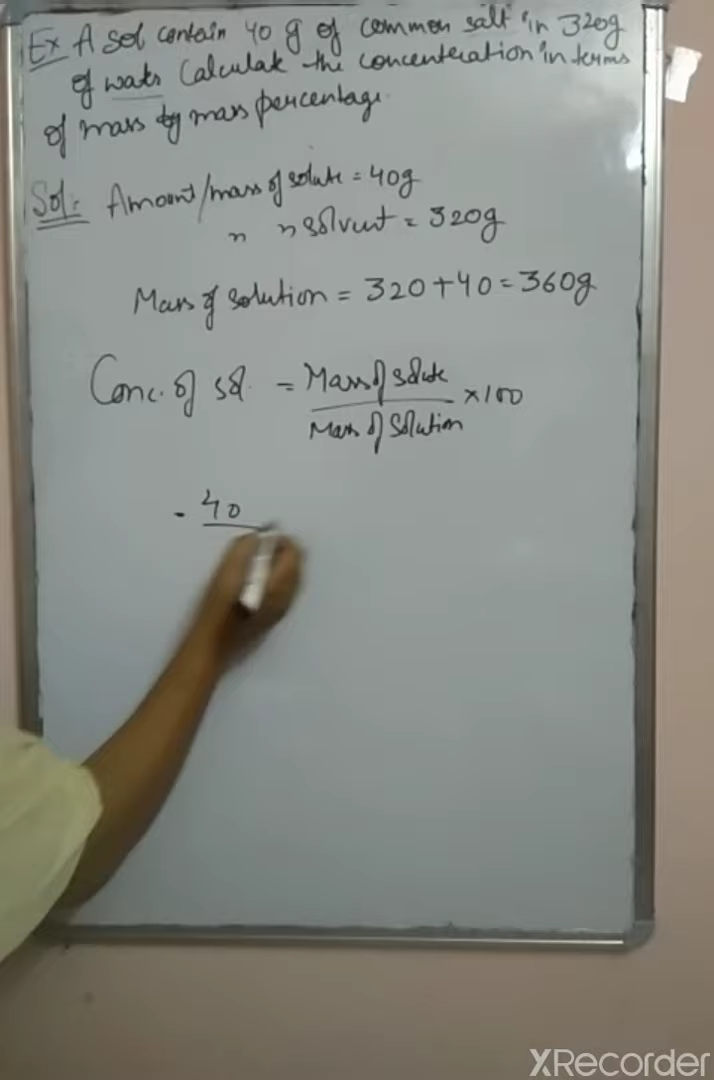 Ex A sol contain 40 g of common salt in 320g
of water Calculate the concentration in terms
of mass by mass percentage.
Sol: Amount/mass of solute = 40g
" " solvent = 320g
Mass of solution = 320+40=360g
Conc. of sol. = Mass of solute
Mass of Solution ×100
- 40
XRecorder